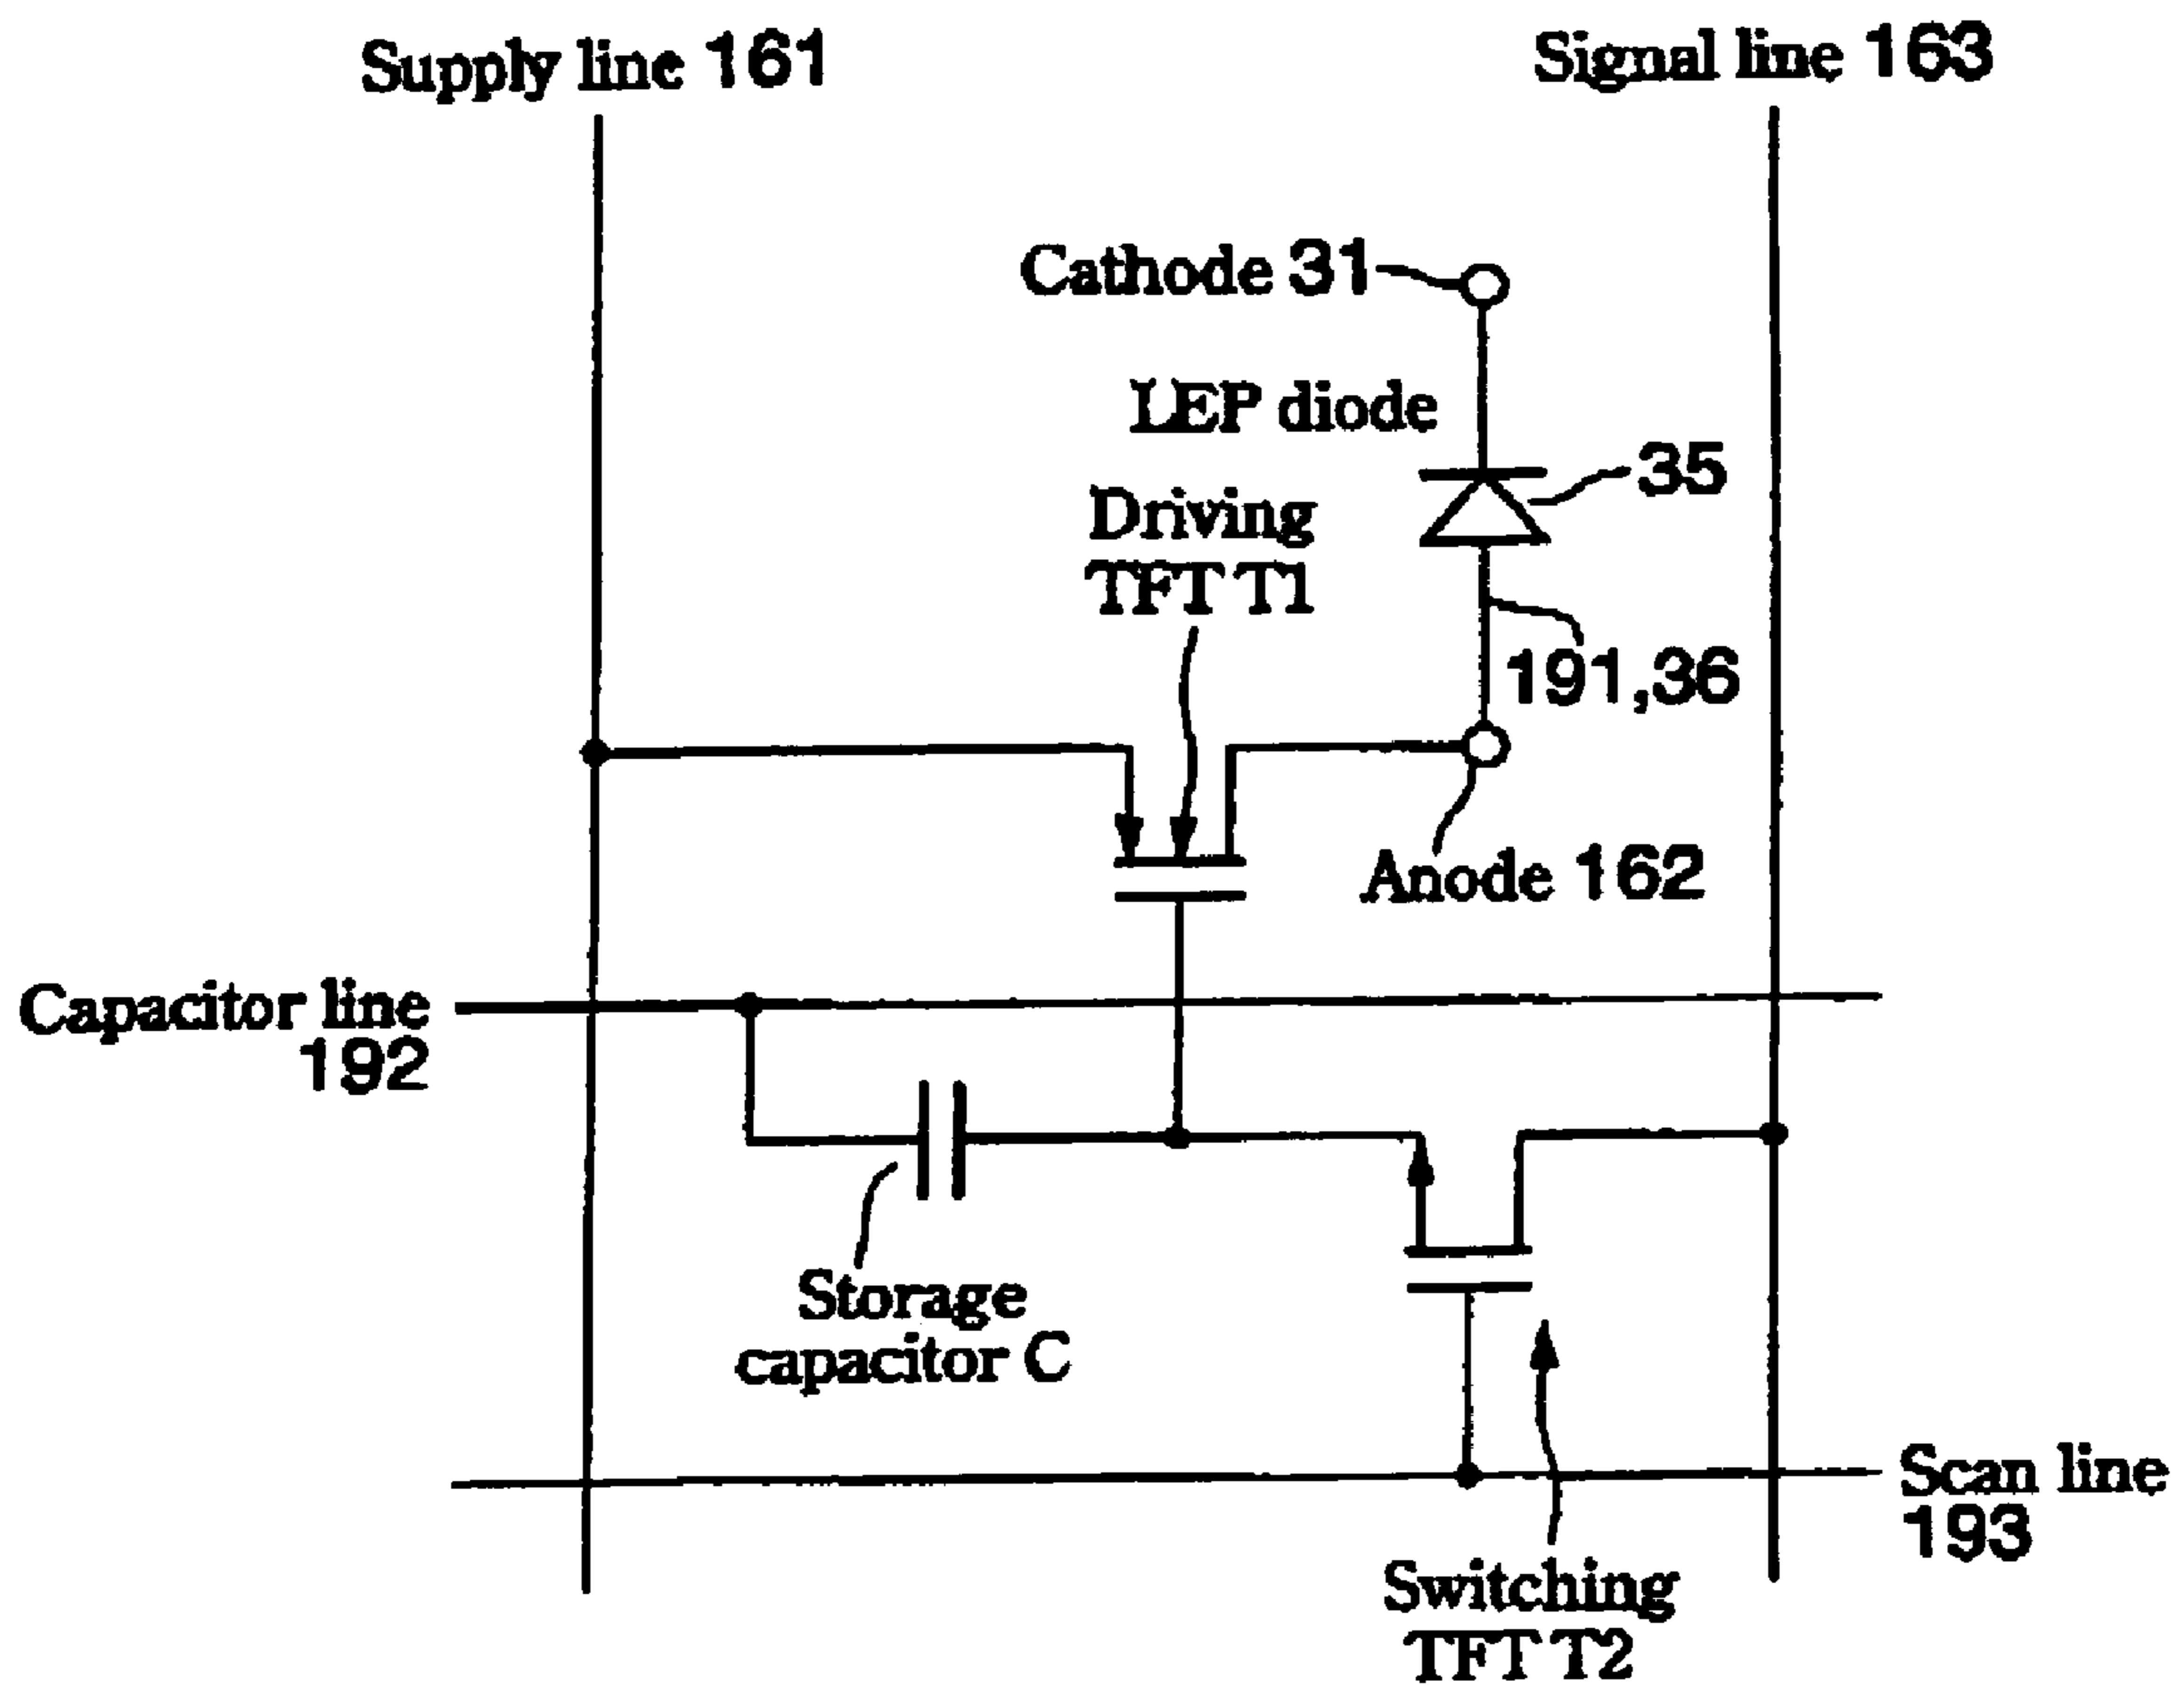 Supply line 161
Signal line 163
Cathode 31
LEP diode
35
Driving
TFT T1
191,36
Anode 162
Capacitor line
192
Storage
capacitor C
Scan line
193
Switching
TFT T2